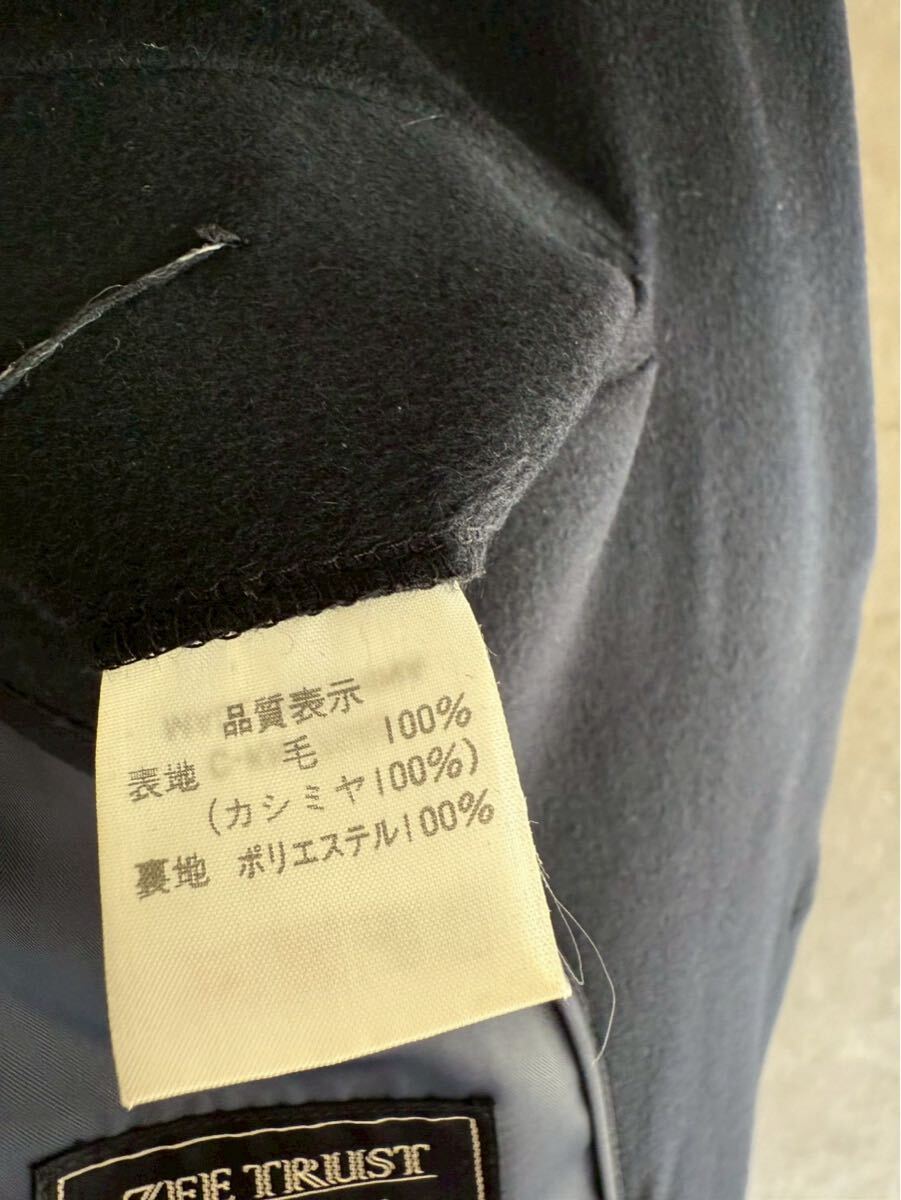 品質表示
表地 毛 100%
(カシミヤ100%)
裏地 ポリエステル100%
ZEE TRUST